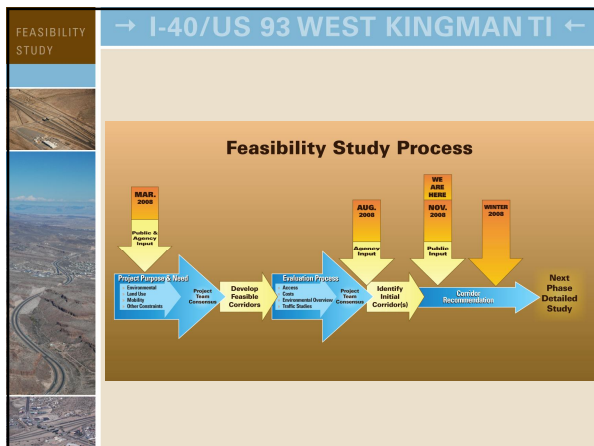 FEASIBILITY
STUDY
→ I-40/US 93 WEST KINGMAN TI ←
Feasibility Study Process
MAR.
2008
Public &
Agency
Input
AUG.
2008
Agency
Input
WE
ARE
HERE
NOV.
2008
Public
Input
WINTER
2008
Project Purpose & Need
Environmental
Land Use
Mobility
Other Constraints
Project
Team
Consensus
Develop
Feasible
Corridors
Evaluation Process
Access
Costs
Environmental Overview
Traffic Studies
Project
Team
Consensus
Identify
Initial
Corridor(s)
Corridor
Recommendation
Next
Phase
Detailed
Study